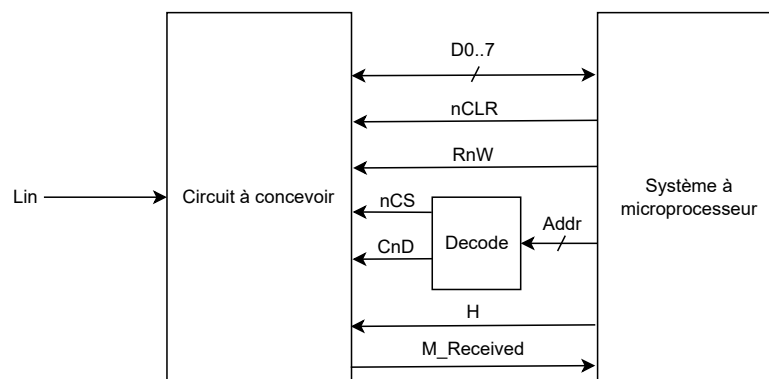 D0..7
nCLR
RnW
Lin
Circuit à concevoir
nCS
CnD
Decode
Addr
Système à
microprocesseur
H
M_Received